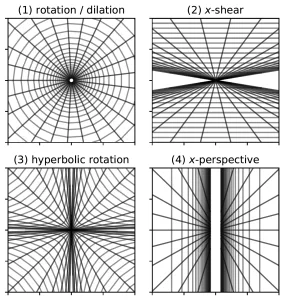 (1) rotation / dilation
(2) x-shear
(3) hyperbolic rotation
(4) x-perspective